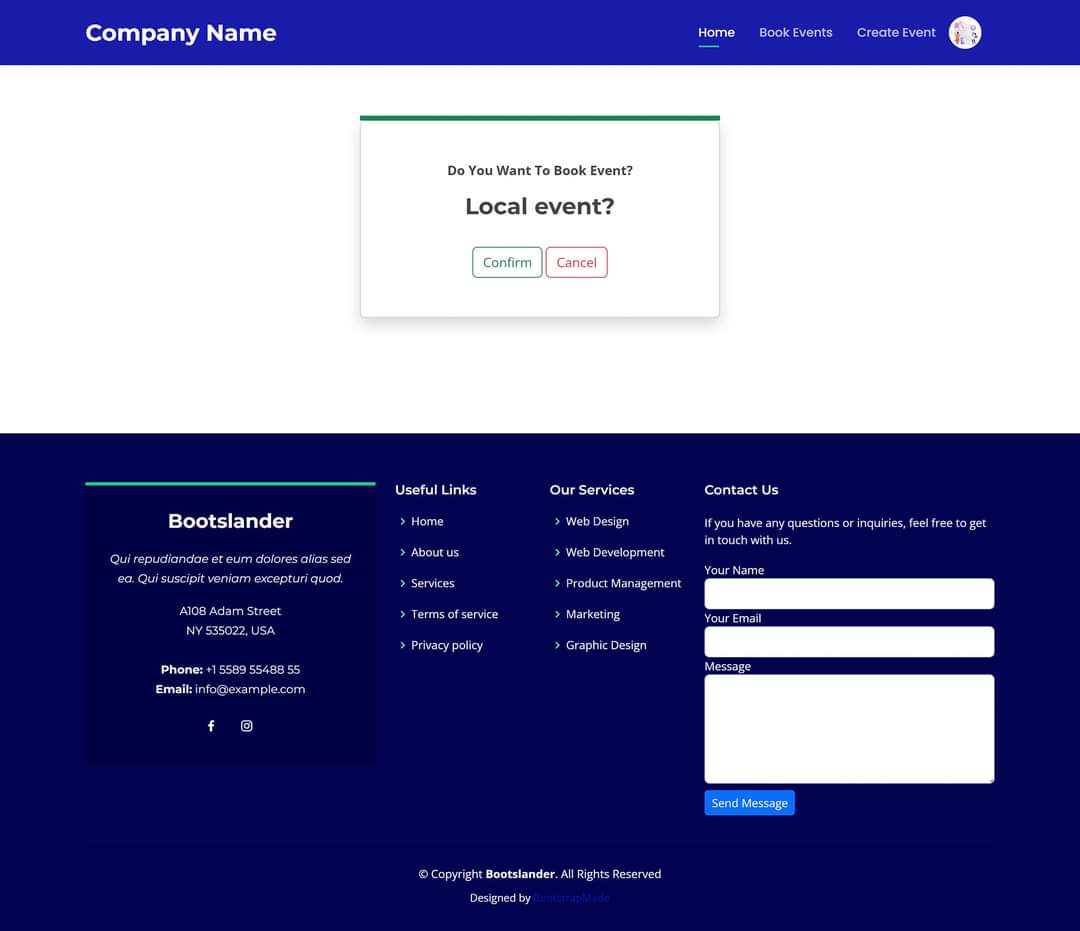 Company Name
Home
Book Events
Create Event
Do You Want To Book Event?
Local event?
Confirm
Cancel
Bootslander
Qui repudiandae et eum dolores alias sed
ea. Qui suscipit veniam excepturi quod.
A108 Adam Street
NY 535022, USA
Phone: +1 5589 55488 55
Email: info@example.com
Useful Links
Home
About us
Services
Terms of service
Privacy policy
Our Services
Web Design
Web Development
Product Management
Marketing
Graphic Design
Contact Us
If you have any questions or inquiries, feel free to get
in touch with us.
Your Name
Your Email
Message
Send Message
© Copyright Bootslander. All Rights Reserved
Designed by BootstrapMade